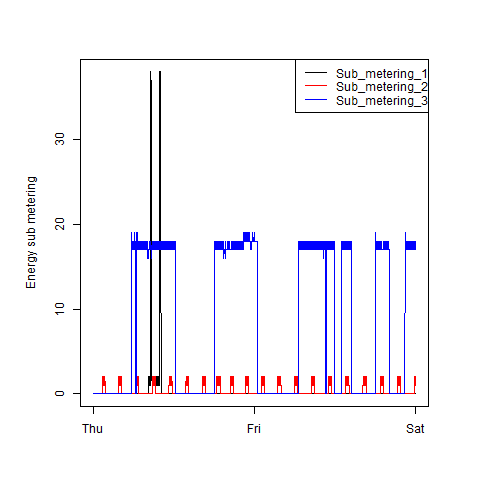 Sub_metering_1
Sub_metering_2
Sub_metering_3
Energy sub metering
30
20
10
0
Thu
Fri
Sat